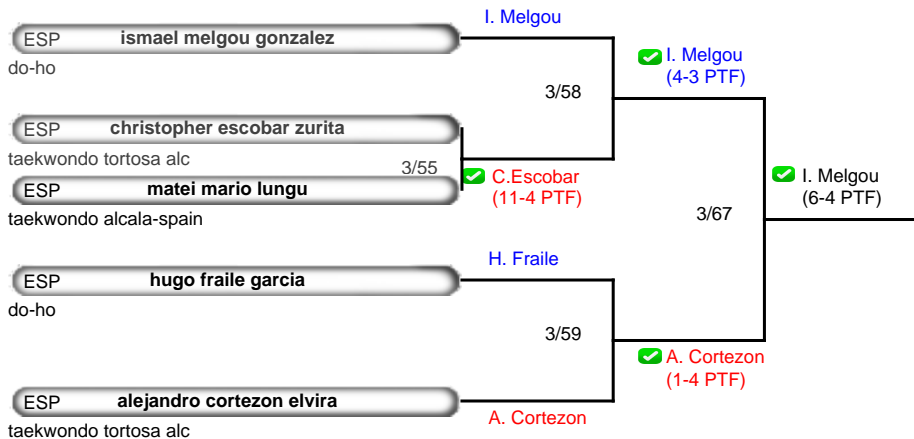 I. Melgou
ESP ismael melgou gonzalez
do-ho
I. Melgou
(4-3 PTF)
3/58
ESP christopher escobar zurita
taekwondo tortosa alc
3/55
C.Escobar
(11-4 PTF)
ESP matei mario lungu
taekwondo alcala-spain
I. Melgou
(6-4 PTF)
3/67
H. Fraile
ESP hugo fraile garcia
do-ho
3/59
A. Cortezon
(1-4 PTF)
ESP alejandro cortezon elvira
A. Cortezon
taekwondo tortosa alc